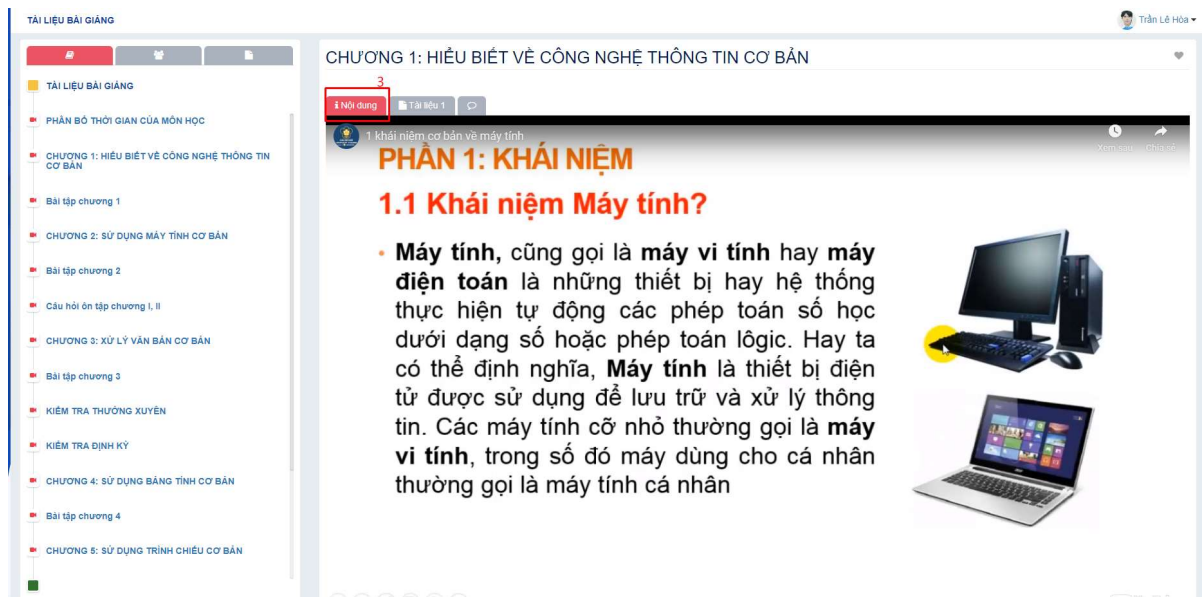 TÀI LIỆU BÀI GIẢNG
Trần Lê Hòa
TÀI LIỆU BÀI GIẢNG
PHÂN BỔ THỜI GIAN CỦA MÔN HỌC
CHƯƠNG 1: HIỂU BIẾT VỀ CÔNG NGHỆ THÔNG TIN
CƠ BẢN
Bài tập chương 1
CHƯƠNG 2: SỬ DỤNG MÁY TÍNH CƠ BẢN
Bài tập chương 2
Câu hỏi ôn tập chương I, II
CHƯƠNG 3: XỬ LÝ VĂN BẢN CƠ BẢN
Bài tập chương 3
KIỂM TRA THƯỜNG XUYÊN
KIỂM TRA ĐỊNH KỲ
CHƯƠNG 4: SỬ DỤNG BẢNG TÍNH CƠ BẢN
Bài tập chương 4
CHƯƠNG 5: SỬ DỤNG TRÌNH CHIẾU CƠ BẢN
CHƯƠNG 1: HIỂU BIẾT VỀ CÔNG NGHỆ THÔNG TIN CƠ BẢN
3
Nội dung
Tài liệu 1
1 khái niệm cơ bản về máy tính
Xem sau
Chia sẻ
PHẦN 1: KHÁI NIỆM
1.1 Khái niệm Máy tính?
• Máy tính, cũng gọi là máy vi tính hay máy
điện toán là những thiết bị hay hệ thống
thực hiện tự động các phép toán số học
dưới dạng số hoặc phép toán lôgic. Hay ta
có thể định nghĩa, Máy tính là thiết bị điện
tử được sử dụng để lưu trữ và xử lý thông
tin. Các máy tính cỡ nhỏ thường gọi là máy
vi tính, trong số đó máy dùng cho cá nhân
thường gọi là máy tính cá nhân